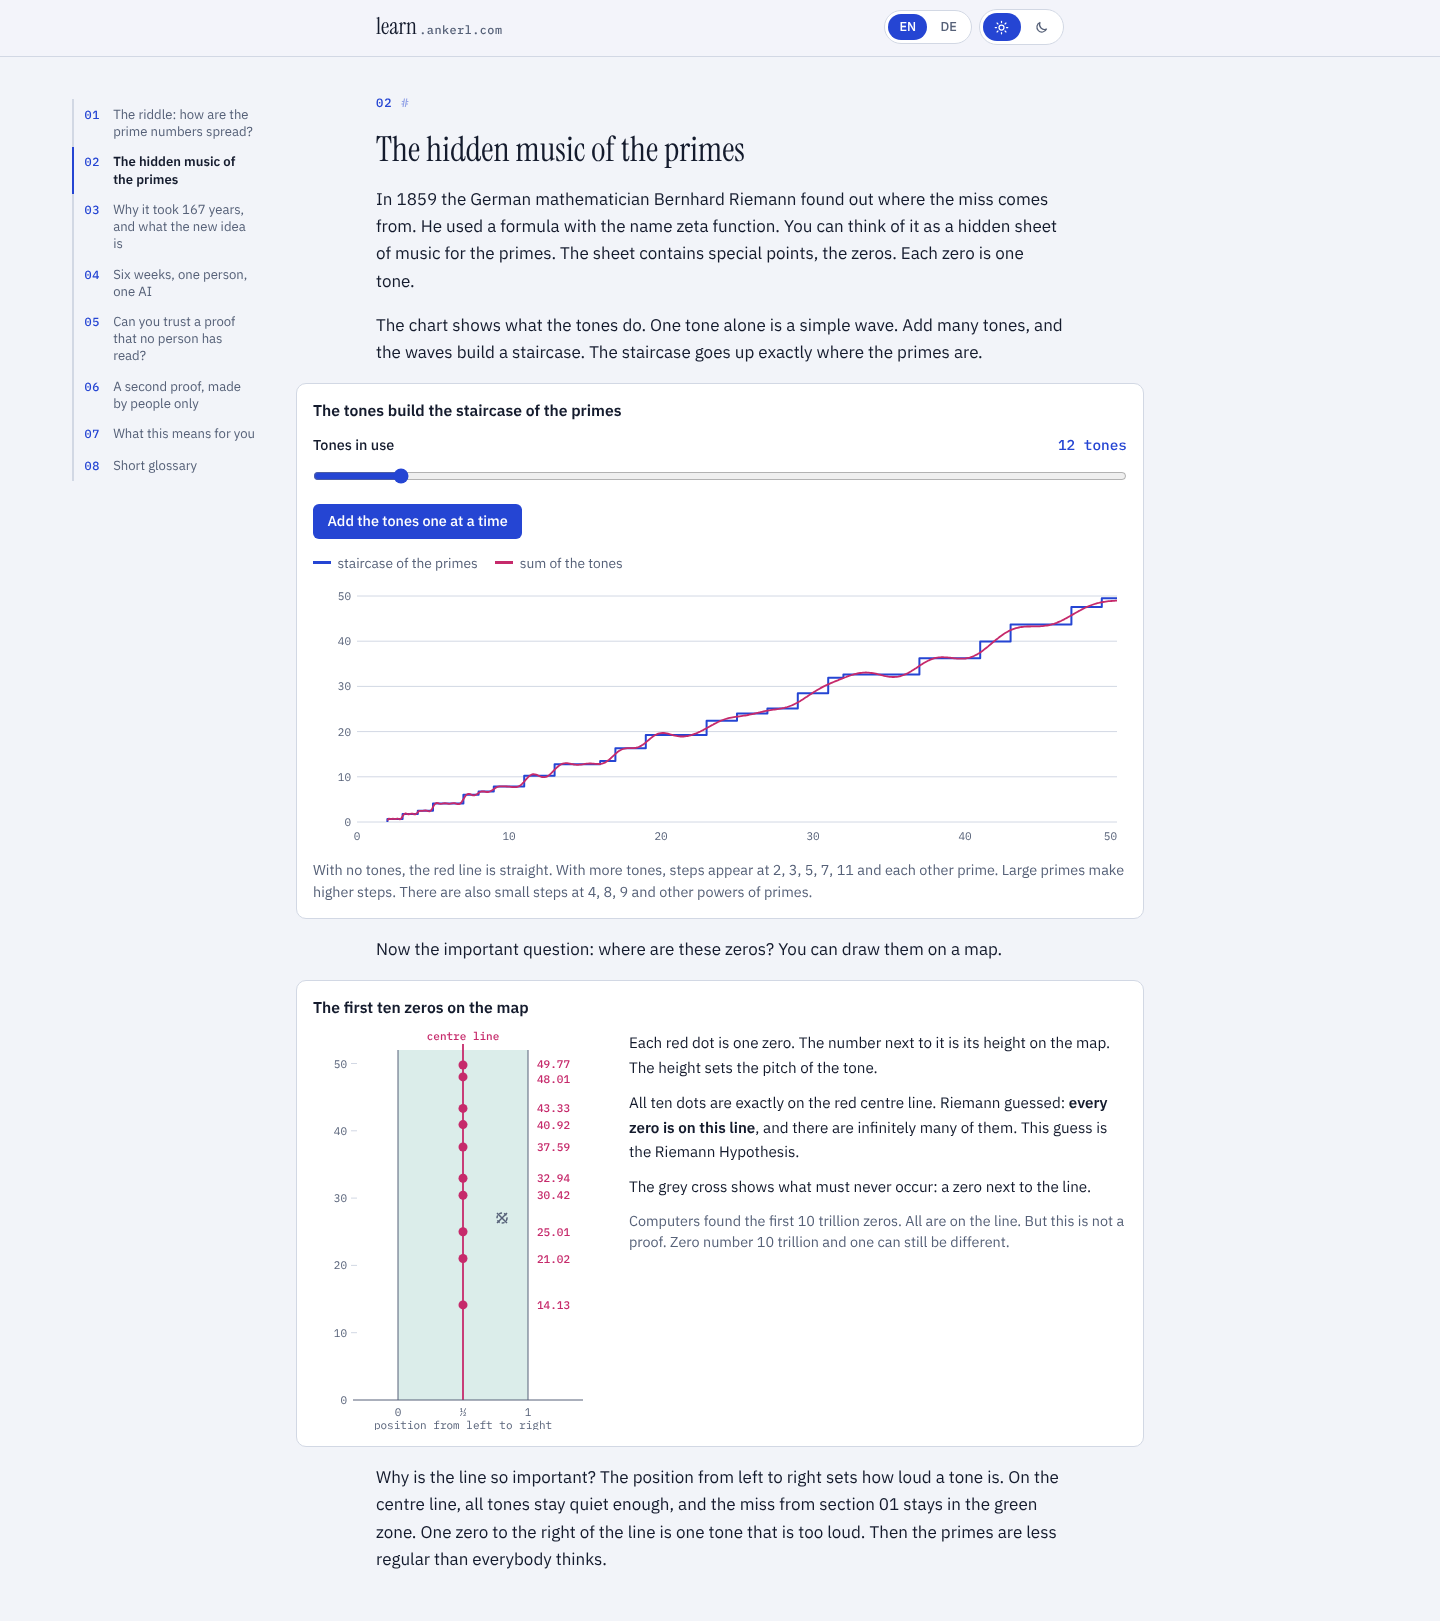 learn.ankerl.com
EN DE
01 The riddle: how are the
prime numbers spread?
02 The hidden music of
the primes
03 Why it took 167 years,
and what the new idea
is
04 Six weeks, one person,
one AI
05 Can you trust a proof
that no person has
read?
06 A second proof, made
by people only
07 What this means for you
08 Short glossary
02 #
The hidden music of the primes
In 1859 the German mathematician Bernhard Riemann found out where the miss comes
from. He used a formula with the name zeta function. You can think of it as a hidden sheet
of music for the primes. The sheet contains special points, the zeros. Each zero is one
tone.
The chart shows what the tones do. One tone alone is a simple wave. Add many tones, and
the waves build a staircase. The staircase goes up exactly where the primes are.
The tones build the staircase of the primes
Tones in use 12 tones
Add the tones one at a time
staircase of the primes sum of the tones
50
40
30
20
10
0
0 10 20 30 40 50
With no tones, the red line is straight. With more tones, steps appear at 2, 3, 5, 7, 11 and each other prime. Large primes make
higher steps. There are also small steps at 4, 8, 9 and other powers of primes.
Now the important question: where are these zeros? You can draw them on a map.
The first ten zeros on the map
centre line
50
40
30
20
10
0
49.77
48.01
43.33
40.92
37.59
32.94
30.42
25.01
21.02
14.13
0 ½ 1
position from left to right
Each red dot is one zero. The number next to it is its height on the map.
The height sets the pitch of the tone.
All ten dots are exactly on the red centre line. Riemann guessed: every
zero is on this line, and there are infinitely many of them. This guess is
the Riemann Hypothesis.
The grey cross shows what must never occur: a zero next to the line.
Computers found the first 10 trillion zeros. All are on the line. But this is not a
proof. Zero number 10 trillion and one can still be different.
Why is the line so important? The position from left to right sets how loud a tone is. On the
centre line, all tones stay quiet enough, and the miss from section 01 stays in the green
zone. One zero to the right of the line is one tone that is too loud. Then the primes are less
regular than everybody thinks.